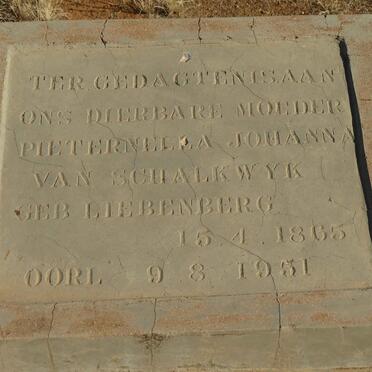 TER GEDAGTENIS AAN
ONS DIERBARE MOEDER
PIETERNELLA JOHANNA
VAN SCHALKWYK
GEB LIEBENBERG
15 4 1865
OORL 9 8 1951